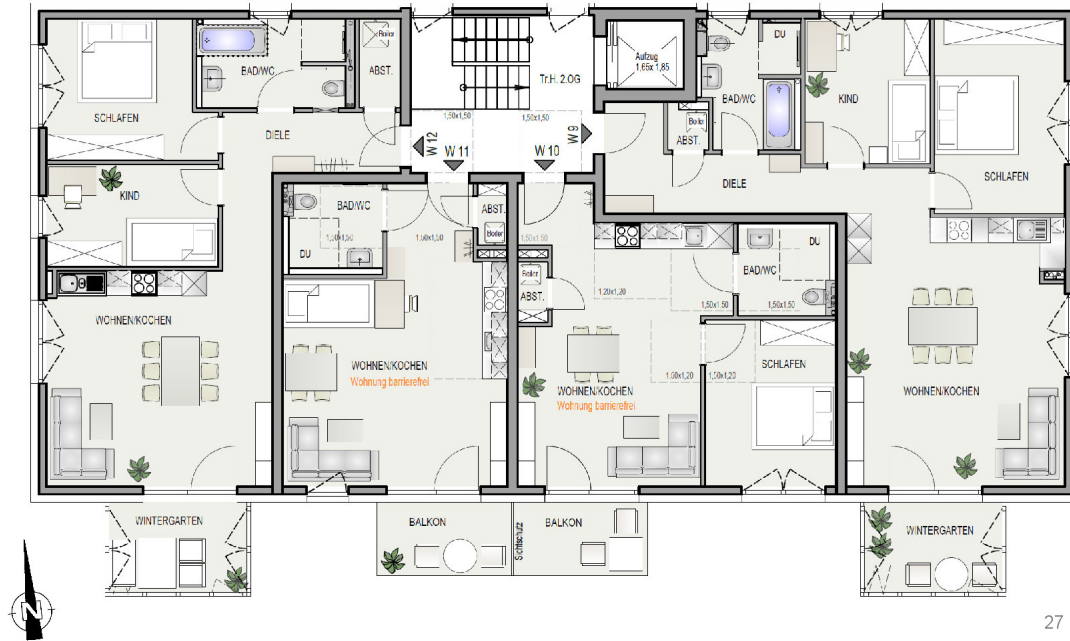 SCHLAFEN
BAD/WC
Boiler
ABST.
DIELE
KIND
WOHNEN/KOCHEN
WINTERGARTEN
Tr.H. 2.OG
Aufzug
1,65x 1,85
1,50x1,50
1,50x1,50
W 12
W 11
W 10
W 9
BAD/WC
1,50x1,50
DU
1,50x1,50
ABST.
Boiler
WOHNEN/KOCHEN
Wohnung barrierefrei
BALKON
Sichtschutz
1,50x1,50
Boiler
ABST.
1,20x1,20
BAD/WC
DU
1,50x1,50
1,50x1,50
WOHNEN/KOCHEN
Wohnung barrierefrei
1,50x1,20
1,50x1,20
SCHLAFEN
BALKON
DU
BAD/WC
Boiler
ABST.
DIELE
KIND
SCHLAFEN
WOHNEN/KOCHEN
WINTERGARTEN
N
27